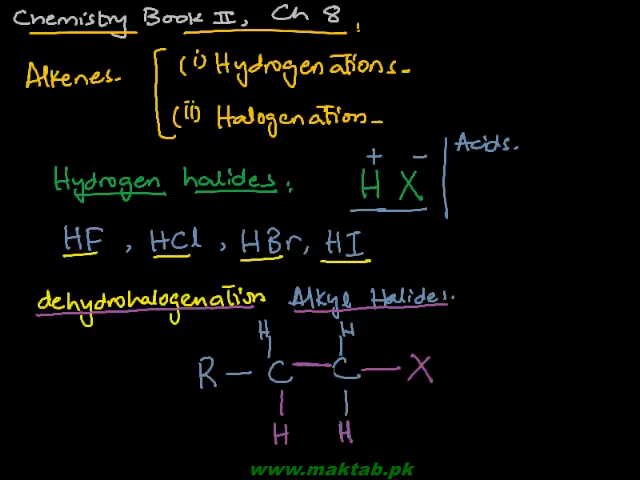 Chemistry Book II, Ch 8.
Alkenes.
(i) Hydrogenations-
(ii) Halogenation-
Hydrogen halides.
+ -
H X
Acids.
HF, HCl, HBr, HI
dehydrohalogenation Alkyl Halides.
H H
R-C-C-X
H H
www.maktab.pk